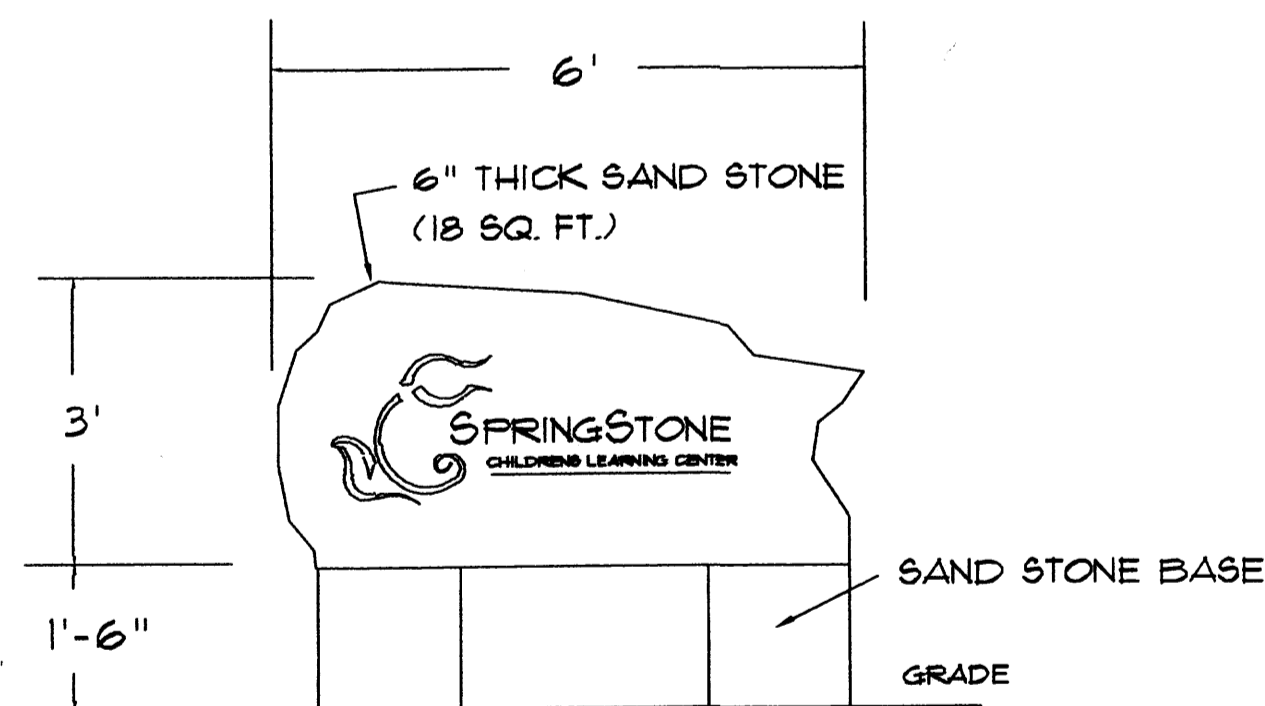 6'
6" THICK SAND STONE
(18 SQ. FT.)
3'
SPRINGSTONE
CHILDRENS LEARNING CENTER
SAND STONE BASE
1'-6"
GRADE